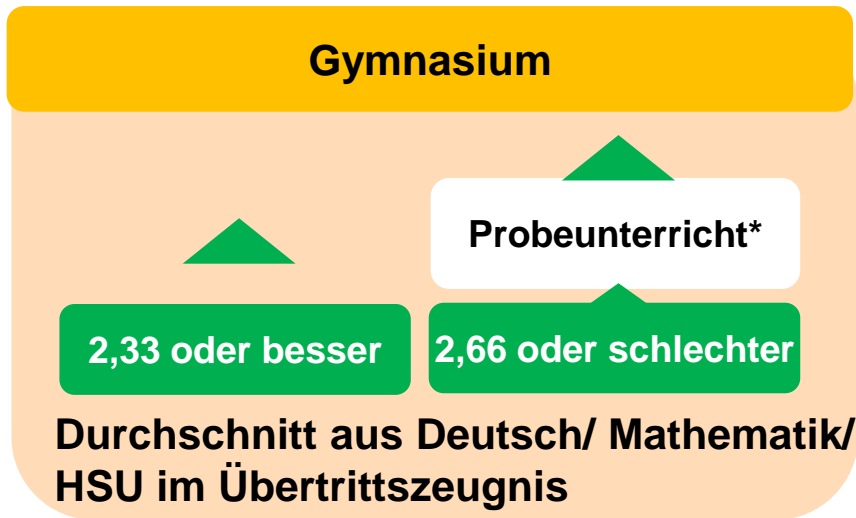 Gymnasium
Probeunterricht*
2,33 oder besser
2,66 oder schlechter
Durchschnitt aus Deutsch/ Mathematik/
HSU im Übertrittszeugnis